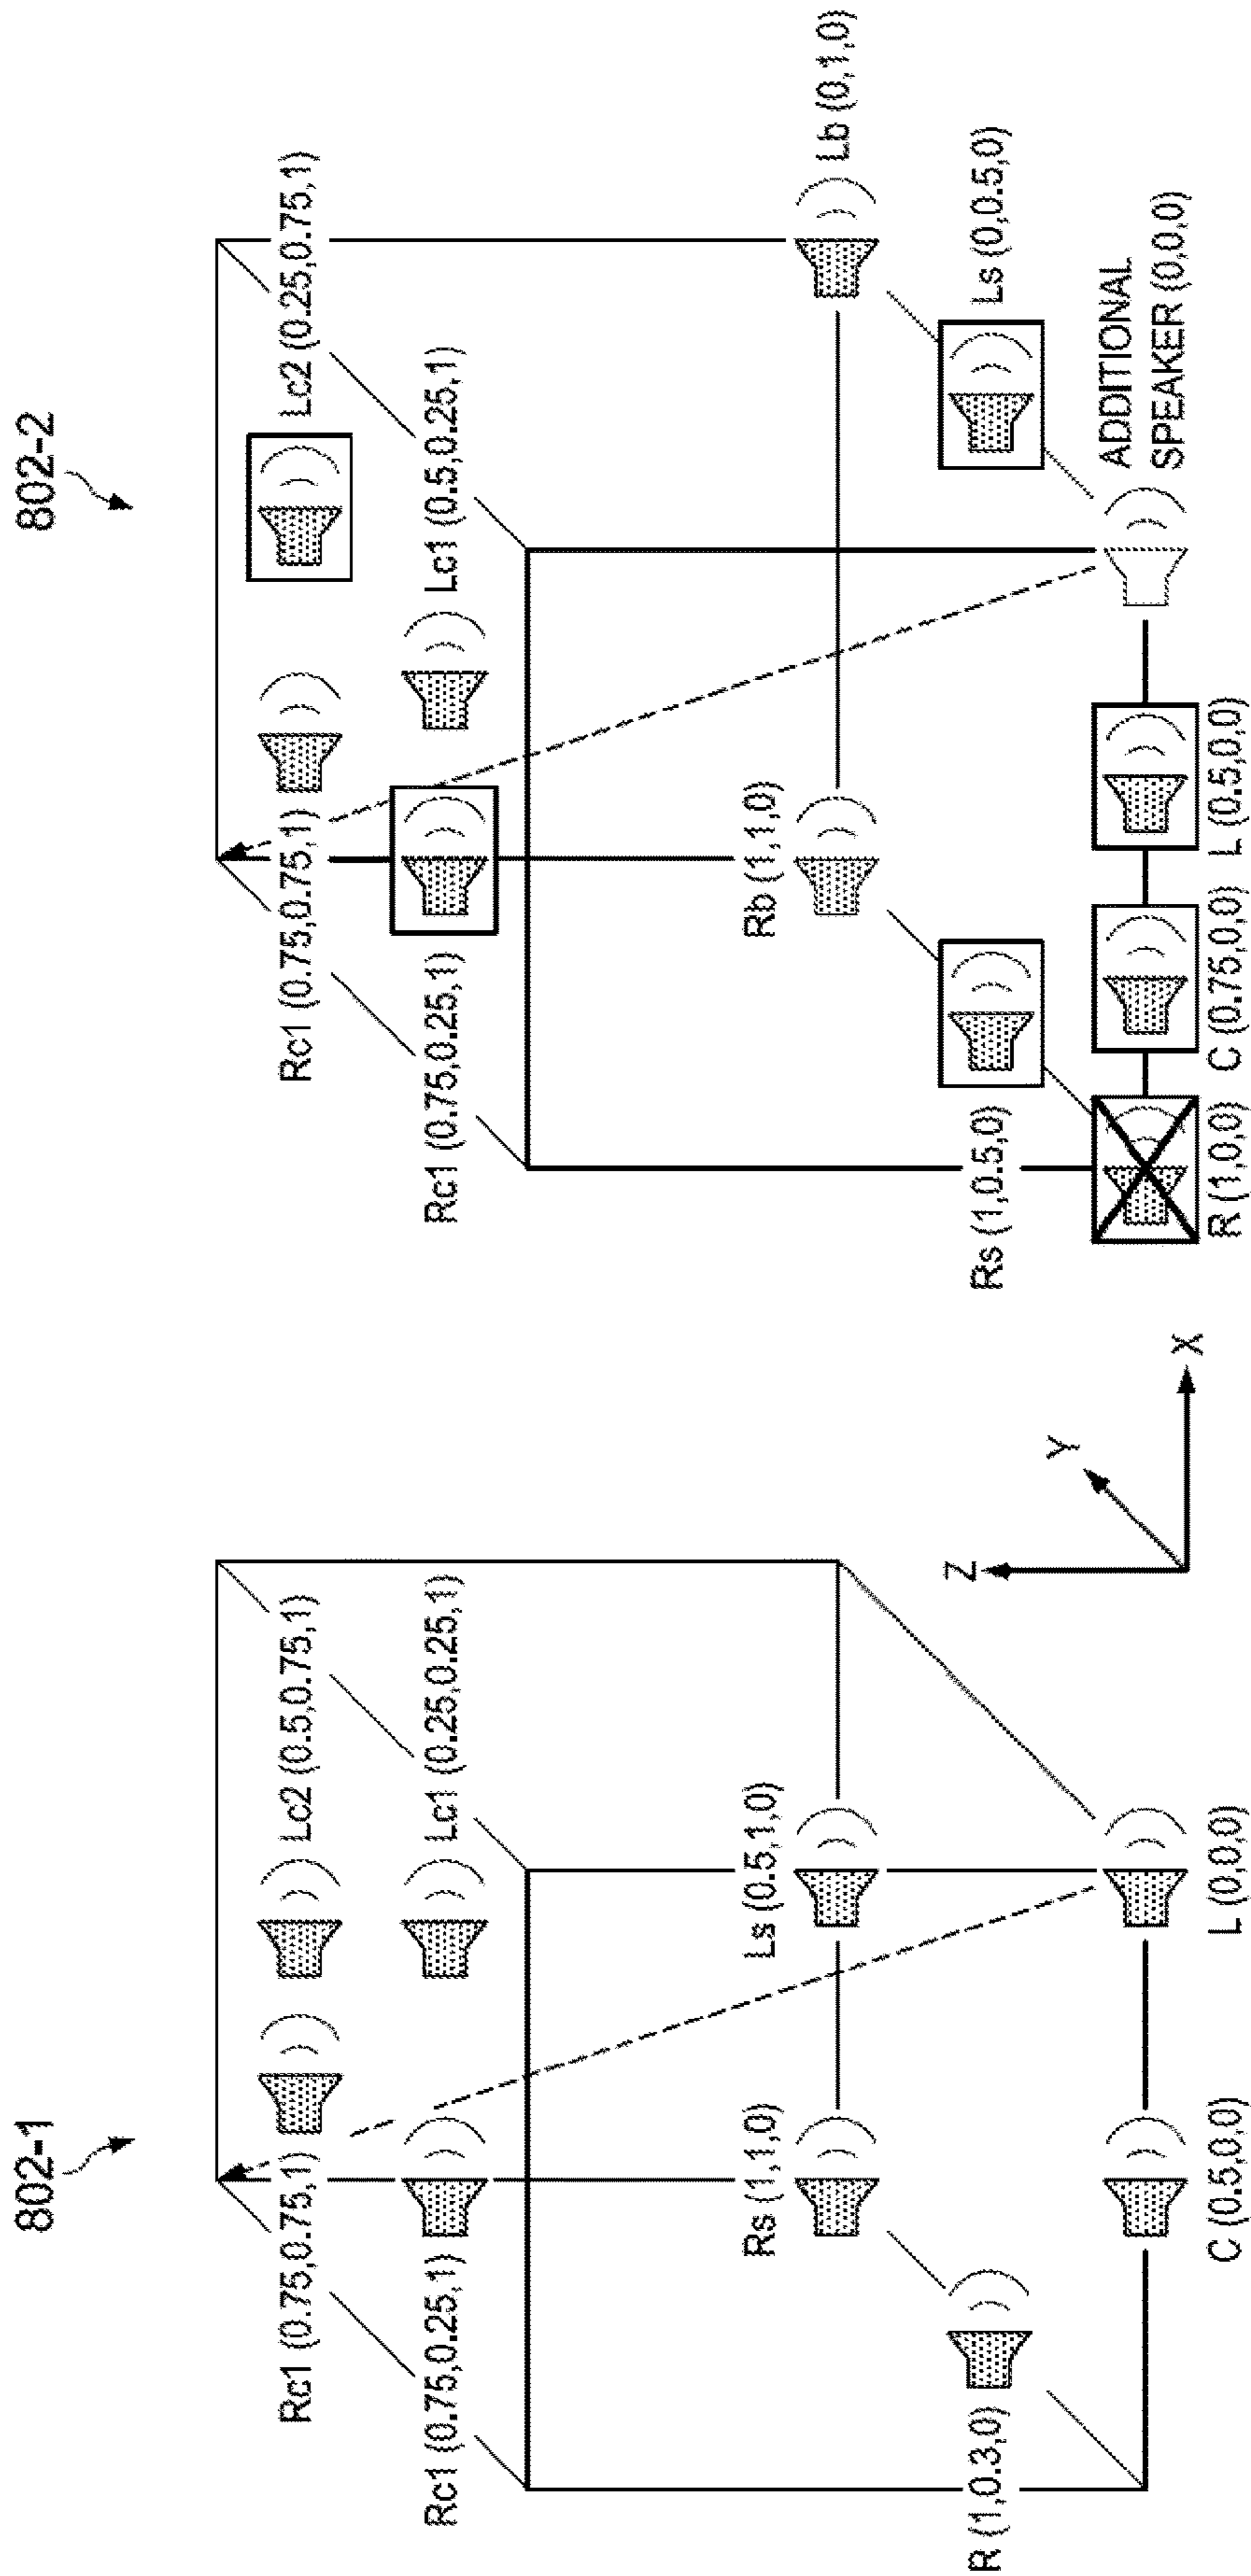 802-1
Rc1 (0.75,0.75,1)
Lc2 (0.5,0.75,1)
Rc1 (0.75,0.25,1)
Lc1 (0.25,0.25,1)
Rs (1,1,0)
Ls (0.5,1,0)
R (1,0.3,0)
C (0.5,0,0)
L (0,0,0)
Z
Y
X
802-2
Rc1 (0.75,0.75,1)
Lc2 (0.25,0.75,1)
Rc1 (0.75,0.25,1)
Lc1 (0.5,0.25,1)
Rb (1,1,0)
Lb (0,1,0)
Rs (1,0.5,0)
Ls (0,0.5,0)
ADDITIONAL
SPEAKER (0,0,0)
R (1,0,0)
C (0.75,0,0)
L (0.5,0,0)